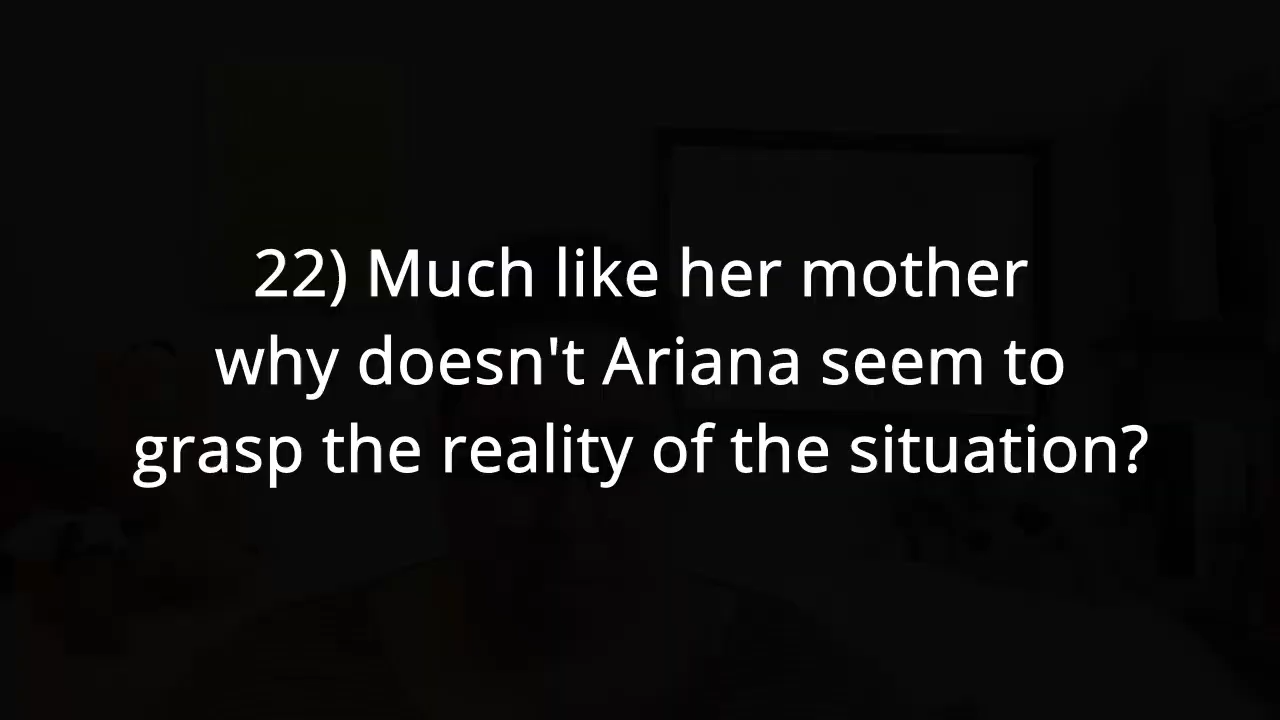 22) Much like her mother
why doesn't Ariana seem to
grasp the reality of the situation?